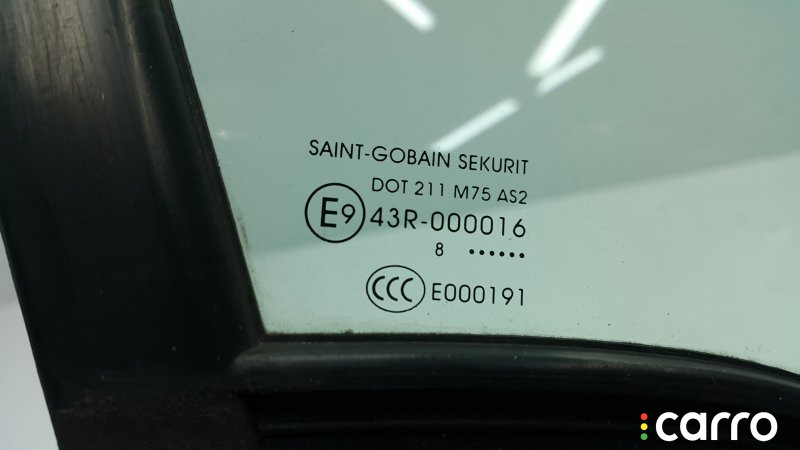 SAINT-GOBAIN SEKURIT
DOT 211 M75 AS2
E9 43R-000016
8 ••••••
CCC E000191
carro